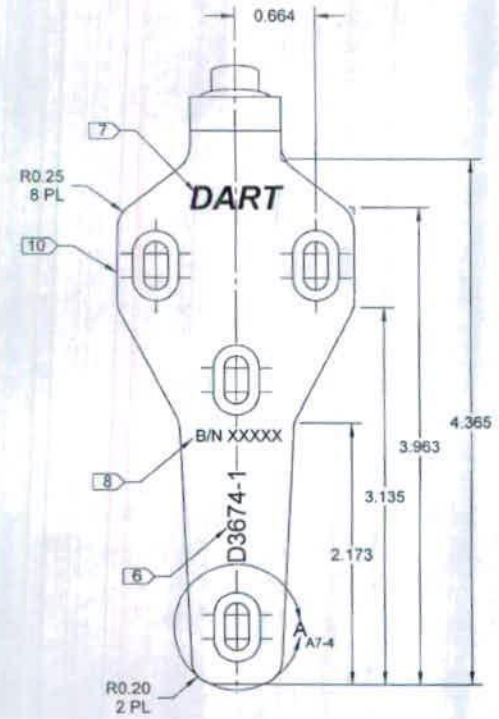 0.664
7
R0.25
8 PL
DART
10
4.365
3.963
B/N XXXXX
3.135
8
D3674-1
2.173
6
A
A7-4
R0.20
2 PL